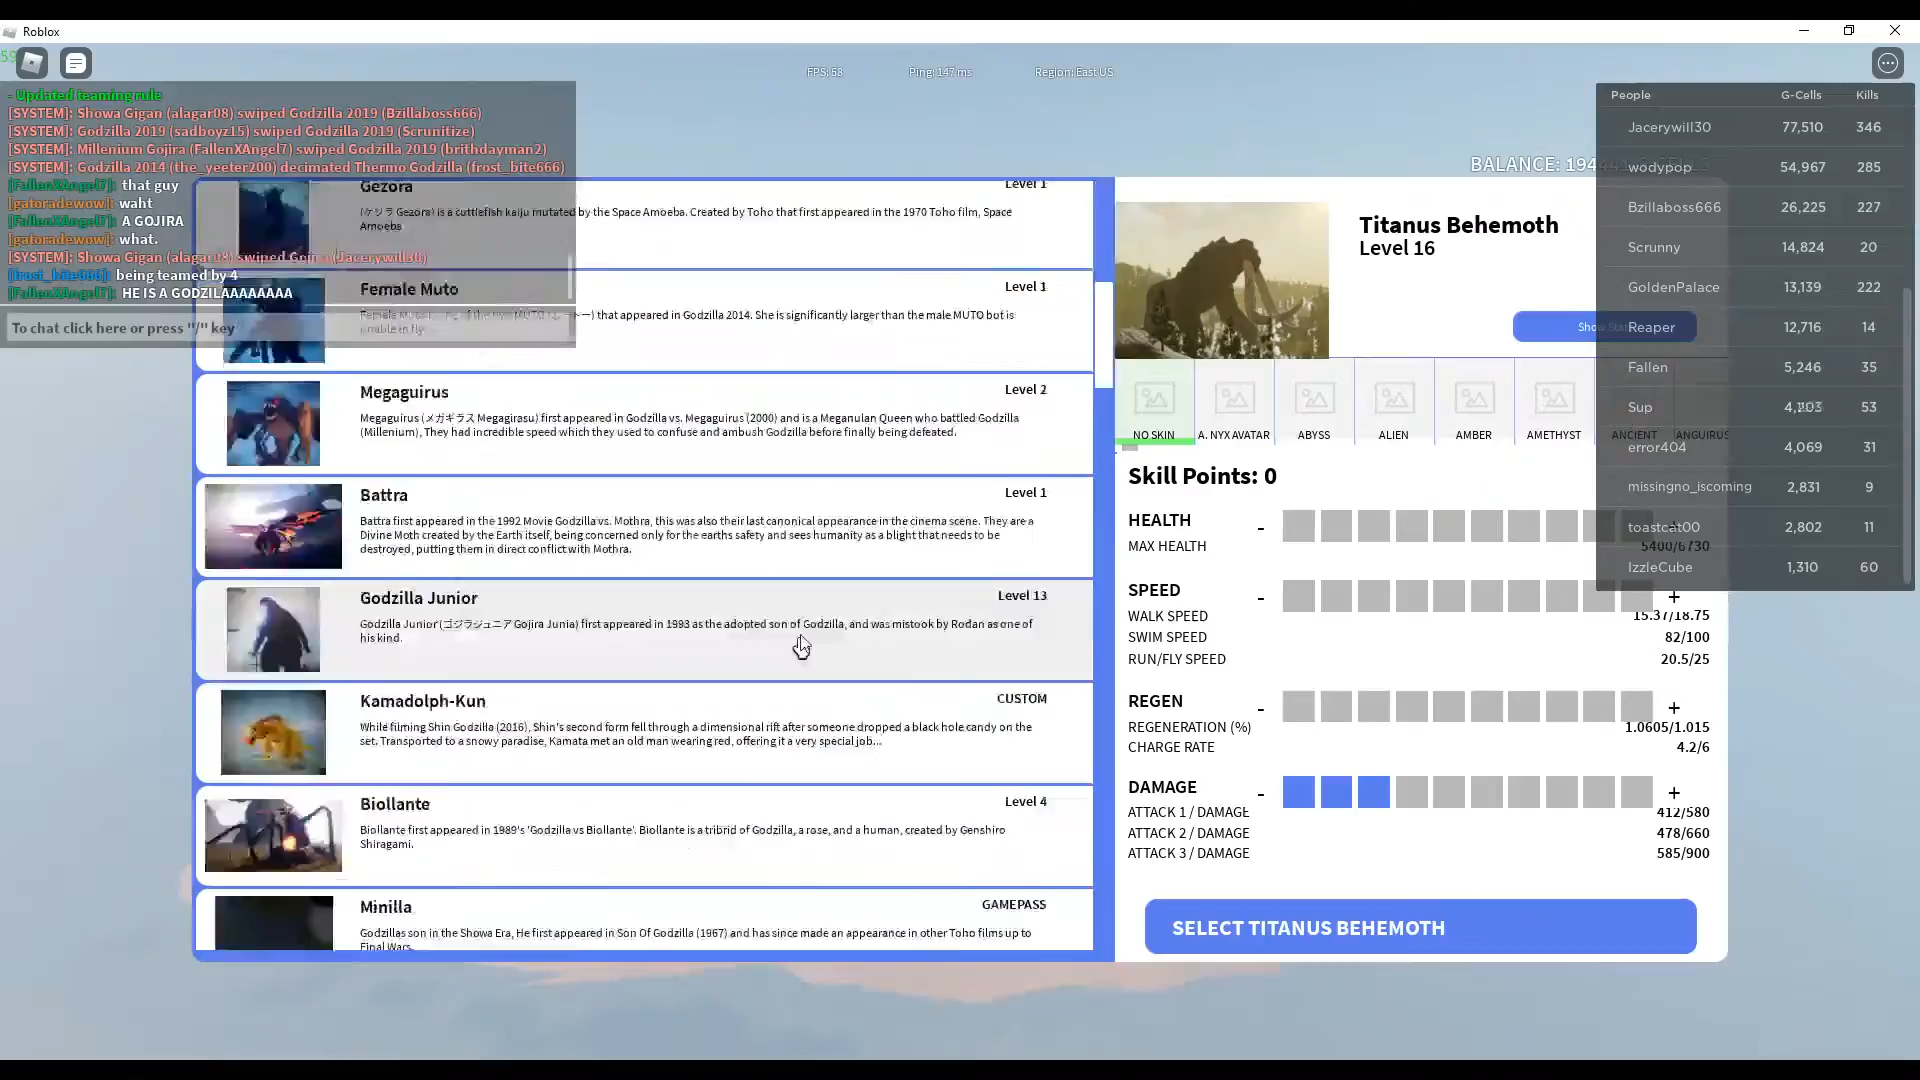 Roblox
59
FPS: 58
Ping: 147 ms
Region: East US
- Updated teaming rule
[SYSTEM]: Showa Gigan (alagar08) swiped Godzilla 2019 (Bzillaboss666)
[SYSTEM]: Godzilla 2019 (sadboyz15) swiped Godzilla 2019 (Scrunitize)
[SYSTEM]: Millenium Gojira (FallenXAngel7) swiped Godzilla 2019 (brithdayman2)
[SYSTEM]: Godzilla 2014 (the_yeeter200) decimated Thermo Godzilla (frost_bite666)
[FallenXAngel7]: that guy
[gatoradewow]: waht
[FallenXAngel7]: A GOJIRA
[gatoradewow]: what.
[SYSTEM]: Showa Gigan (alagar08) swiped Gojira (Jacerywill30)
[frost_bite666]: being teamed by 4
[FallenXAngel7]: HE IS A GODZILAAAAAAAA
To chat click here or press "/" key
Gezora
Level 1
(ケジラ Gezora) is a cuttlefish kaiju mutated by the Space Amoeba. Created by Toho that first appeared in the 1970 Toho film, Space
Amoeba
Female Muto
Level 1
that appeared in Godzilla 2014. She is significantly larger than the male MUTO but is
unable in fly
Megaguirus
Level 2
Megaguirus (メガギラス Megagirasu) first appeared in Godzilla vs. Megaguirus (2000) and is a Meganulan Queen who battled Godzilla
(Millenium), They had incredible speed which they used to confuse and ambush Godzilla before finally being defeated.
Battra
Level 1
Battra first appeared in the 1992 Movie Godzilla vs. Mothra, this was also their last canonical appearance in the cinema scene. They are a
Divine Moth created by the Earth itself, being concerned only for the earths safety and sees humanity as a blight that needs to be
destroyed, putting them in direct conflict with Mothra.
Godzilla Junior
Level 13
Godzilla Junior (ゴジラジュニア Gojira Junia) first appeared in 1993 as the adopted son of Godzilla, and was mistook by Rodan as one of
his kind.
Kamadolph-Kun
CUSTOM
While filming Shin Godzilla (2016), Shin's second form fell through a dimensional rift after someone dropped a black hole candy on the
set. Transported to a snowy paradise, Kamata met an old man wearing red, offering it a very special job...
Biollante
Level 4
Biollante first appeared in 1989's 'Godzilla vs Biollante'. Biollante is a tribrid of Godzilla, a rose, and a human, created by Genshiro
Shiragami.
Minilla
GAMEPASS
Godzillas son in the Showa Era, He first appeared in Son Of Godzilla (1967) and has since made an appearance in other Toho films up to
Final Wars.
BALANCE: 194
Titanus Behemoth
Level 16
Show
NO SKIN
A. NYX AVATAR
ABYSS
ALIEN
AMBER
AMETHYST
ANCIENT
ANGUIRUS
Skill Points: 0
HEALTH - +
MAX HEALTH 5400/6730
SPEED - +
WALK SPEED 15.37/18.75
SWIM SPEED 82/100
RUN/FLY SPEED 20.5/25
REGEN - +
REGENERATION (%) 1.0605/1.015
CHARGE RATE 4.2/6
DAMAGE - +
ATTACK 1 / DAMAGE 412/580
ATTACK 2 / DAMAGE 478/660
ATTACK 3 / DAMAGE 585/900
SELECT TITANUS BEHEMOTH
People G-Cells Kills
Jacerywill30 77,510 346
wodypop 54,967 285
Bzillaboss666 26,225 227
Scrunny 14,824 20
GoldenPalace 13,139 222
Reaper 12,716 14
Fallen 5,246 35
Sup 53
error404 4,069 31
missingno_iscoming 2,831 9
toastcat00 2,802 11
IzzleCube 1,310 60